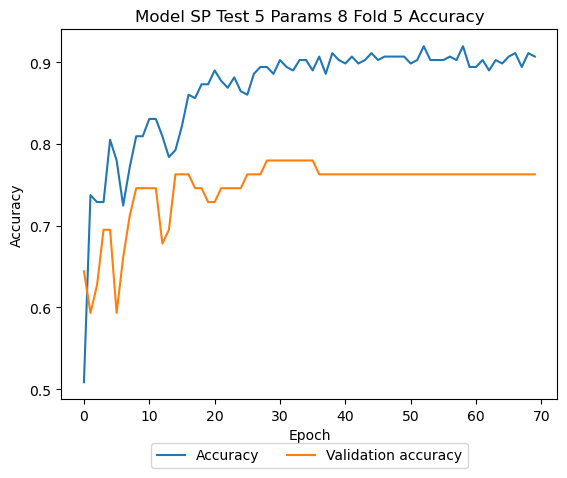 Model SP Test 5 Params 8 Fold 5 Accuracy
0.9
0.8
0.7
0.6
0.5
Accuracy
0 10 20 30 40 50 60 70
Epoch
Accuracy Validation accuracy